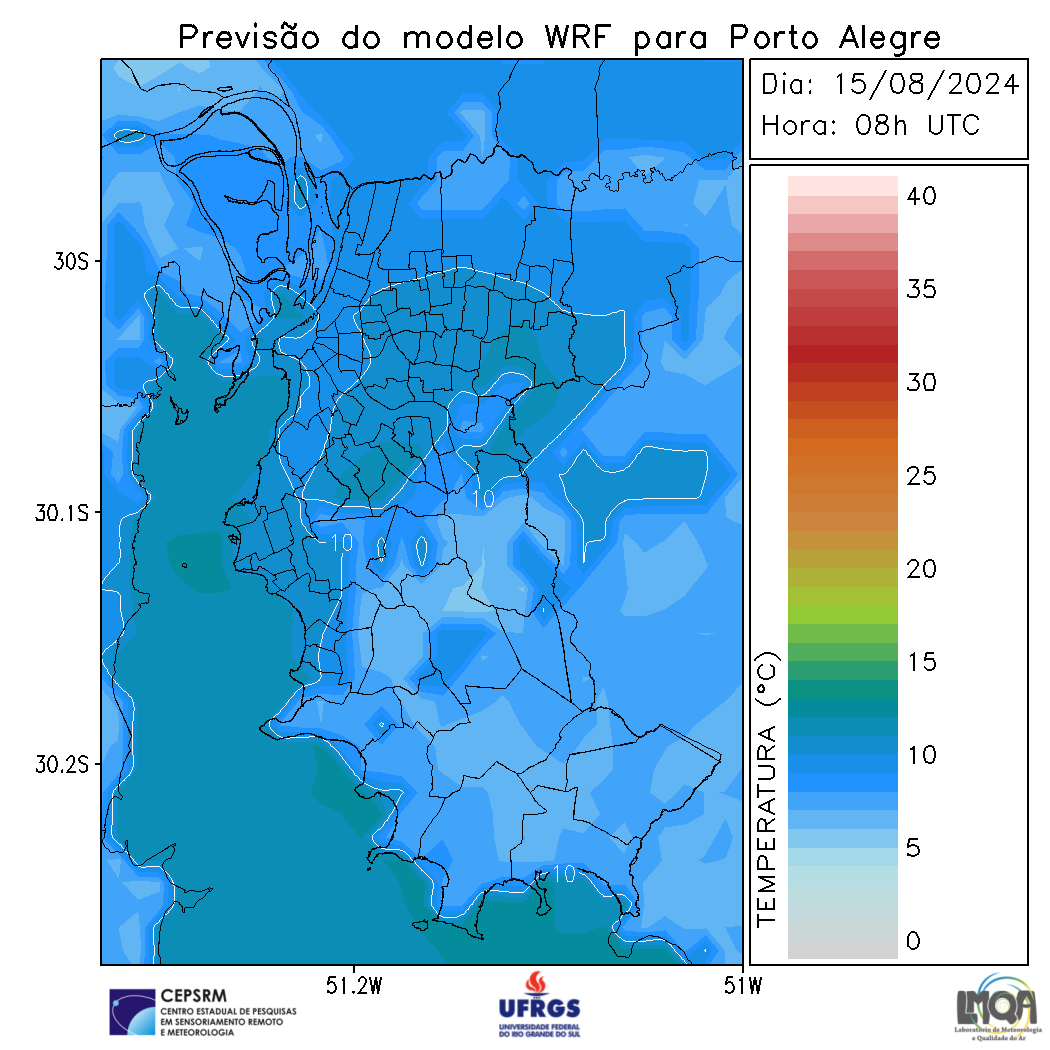 Previsão do modelo WRF para Porto Alegre
Dia: 15/08/2024
Hora: 08h UTC
40
35
30
25
20
15
10
5
0
TEMPERATURA (°C)
30S
30.1S
30.2S
51.2W
51W
10
10
10
CEPSRM
CENTRO ESTADUAL DE PESQUISAS
EM SENSORIAMENTO REMOTO
E METEOROLOGIA
UFRGS
UNIVERSIDADE FEDERAL
DO RIO GRANDE DO SUL
LMQA
Laboratório de Meteorologia
e Qualidade do Ar